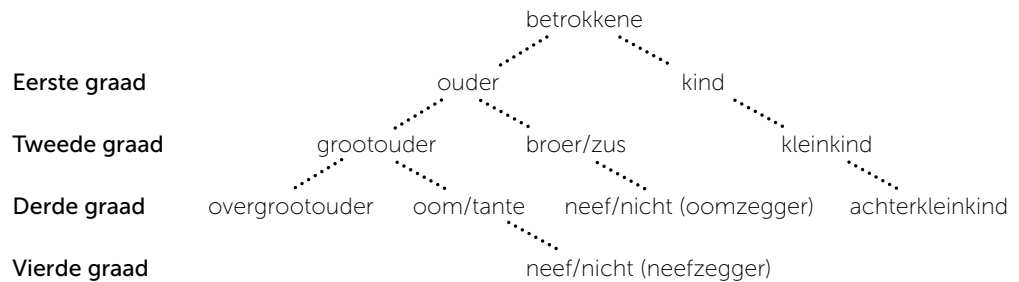 betrokkene
Eerste graad ouder kind
Tweede graad grootouder broer/zus kleinkind
Derde graad overgrootouder oom/tante neef/nicht (oomzegger) achterkleinkind
Vierde graad neef/nicht (neefzegger)